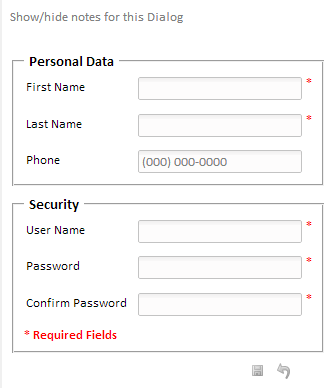 Show/hide notes for this Dialog
Personal Data
First Name *
Last Name *
Phone (000) 000-0000
Security
User Name *
Password *
Confirm Password *
* Required Fields